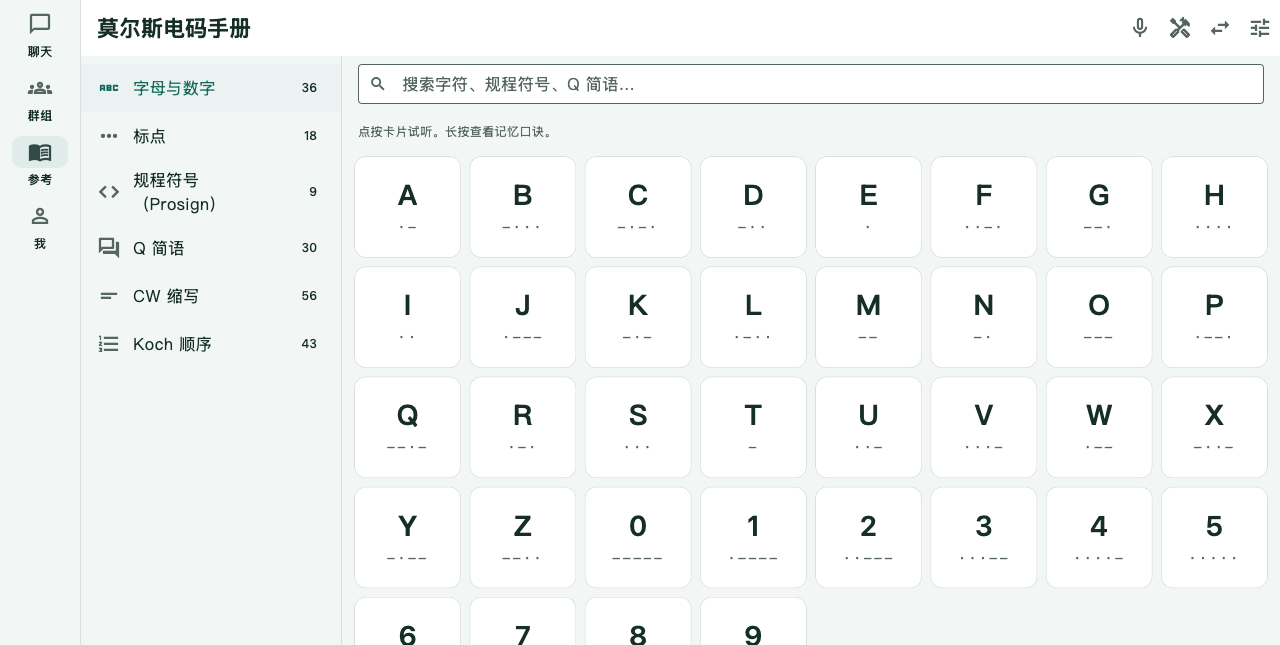 聊天
群组
参考
我
莫尔斯电码手册
字母与数字 36
标点 18
规程符号
（Prosign） 9
Q 简语 30
CW 缩写 56
Koch 顺序 43
搜索字符、规程符号、Q 简语...
点按卡片试听。长按查看记忆口诀。
A B C D E F G H
·− −··· −·−· −·· · ··−· −−· ····
I J K L M N O P
·· ·−−− −·− ·−·· −− −· −−− ·−−·
Q R S T U V W X
−−·− ·−· ··· − ··− ···− ·−− −··−
Y Z 0 1 2 3 4 5
−·−− −−·· −−−−− ·−−−− ··−−− ···−− ····− ·····
6 7 8 9